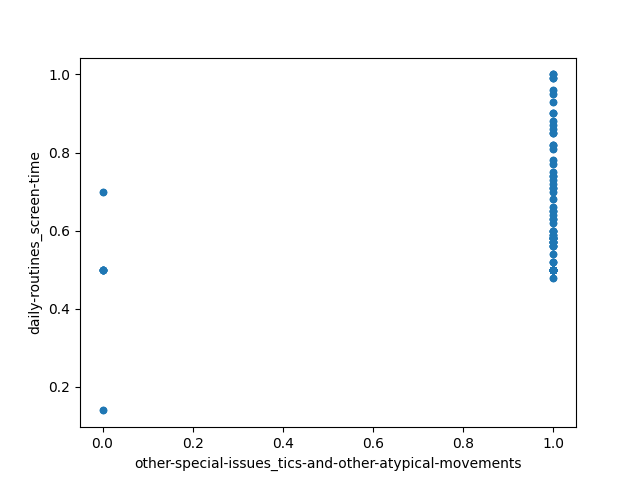 1.0
0.8
0.6
0.4
0.2
daily-routines_screen-time
0.0 0.2 0.4 0.6 0.8 1.0
other-special-issues_tics-and-other-atypical-movements